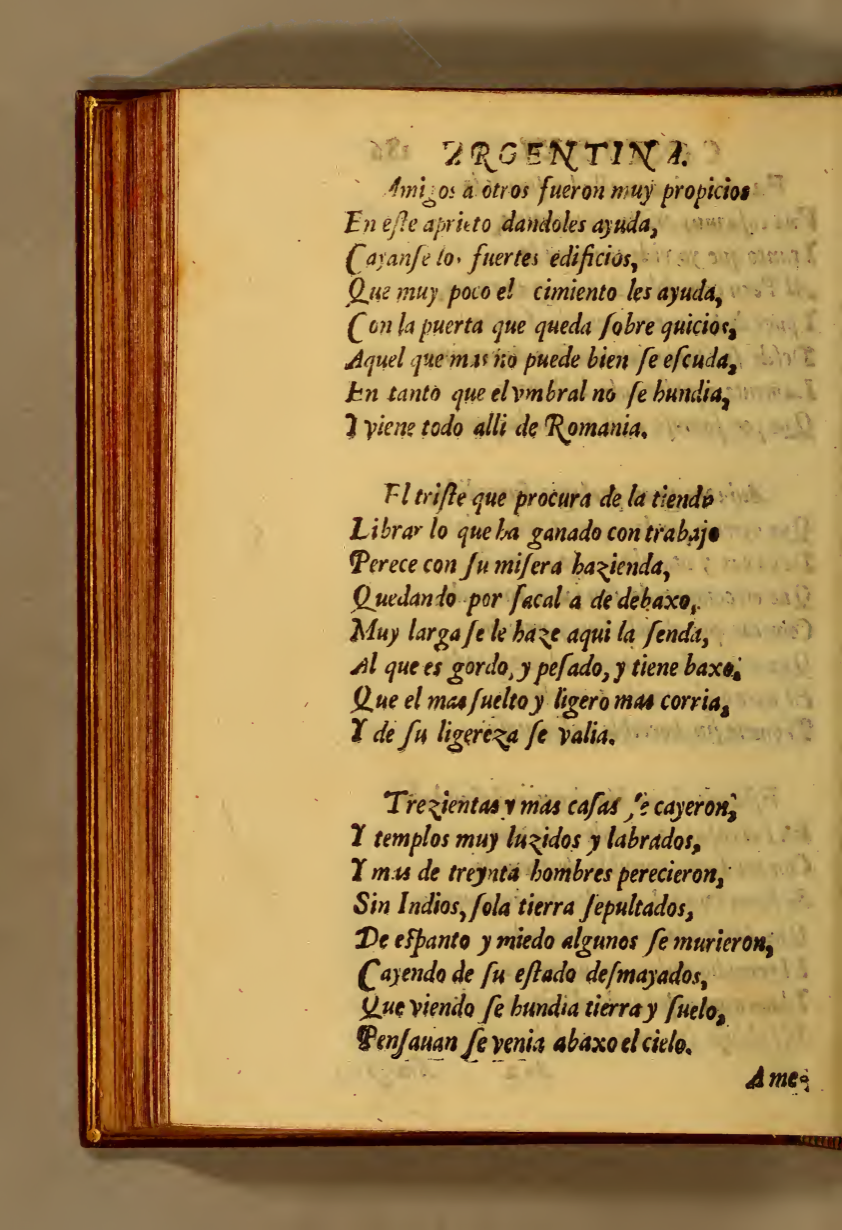 ARGENTINA.
Amigos a otros fueron muy propicios
En eſte aprieto dandoles ayuda,
Cayanſe los fuertes edificios,
Que muy poco el cimiento les ayuda,
Con la puerta que queda ſobre quicios,
Aquel que mas no puede bien ſe eſcuda,
En tanto que el vmbral no ſe hundia,
I viene todo alli de Romania.
El triſte que procura de la tienda
Librar lo que ha ganado con trabajo
Perece con ſu miſera hazienda,
Quedando por ſacalla de debaxo,
Muy larga ſe le haze aqui la ſenda,
Al que es gordo, y peſado, y tiene baxo,
Que el mas ſuelto y ligero mas corria,
Y de ſu ligereza ſe valia.
Trezientas y mas caſas ſe cayeron,
Y templos muy luzidos y labrados,
Y mas de treynta hombres perecieron,
Sin Indios, ſola tierra ſepultados,
De eſpanto y miedo algunos ſe murieron,
Cayendo de ſu eſtado deſmayados,
Que viendo ſe hundia tierra y ſuelo,
Penſauan ſe venia abaxo el cielo.
Ame-